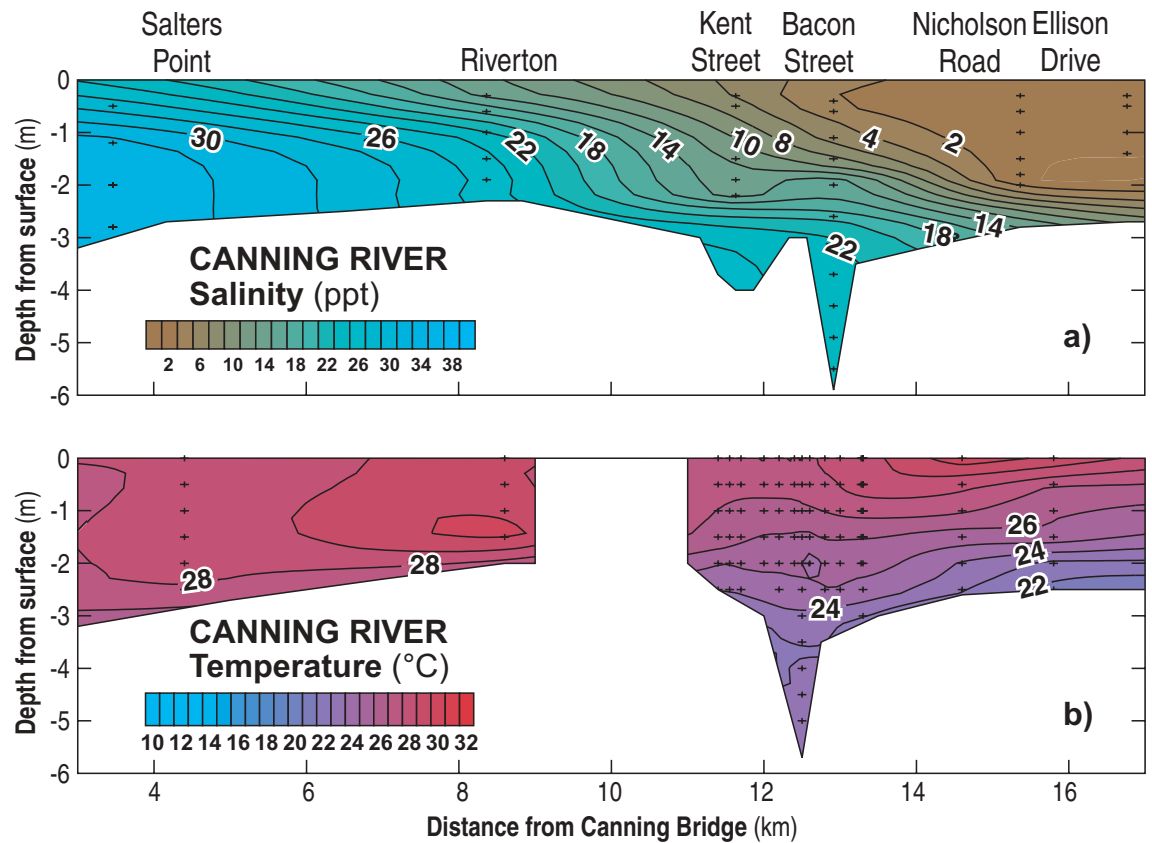 Salters Point
Riverton
Kent Street
Bacon Street
Nicholson Road
Ellison Drive
Depth from surface (m)
0
-1
-2
-3
-4
-5
-6
30
26
22
18
14
10
8
4
2
22
18
14
CANNING RIVER
Salinity (ppt)
2 6 10 14 18 22 26 30 34 38
a)
Depth from surface (m)
0
-1
-2
-3
-4
-5
-6
28
28
26
24
22
24
CANNING RIVER
Temperature (°C)
10 12 14 16 18 20 22 24 26 28 30 32
b)
4 6 8 10 12 14 16
Distance from Canning Bridge (km)